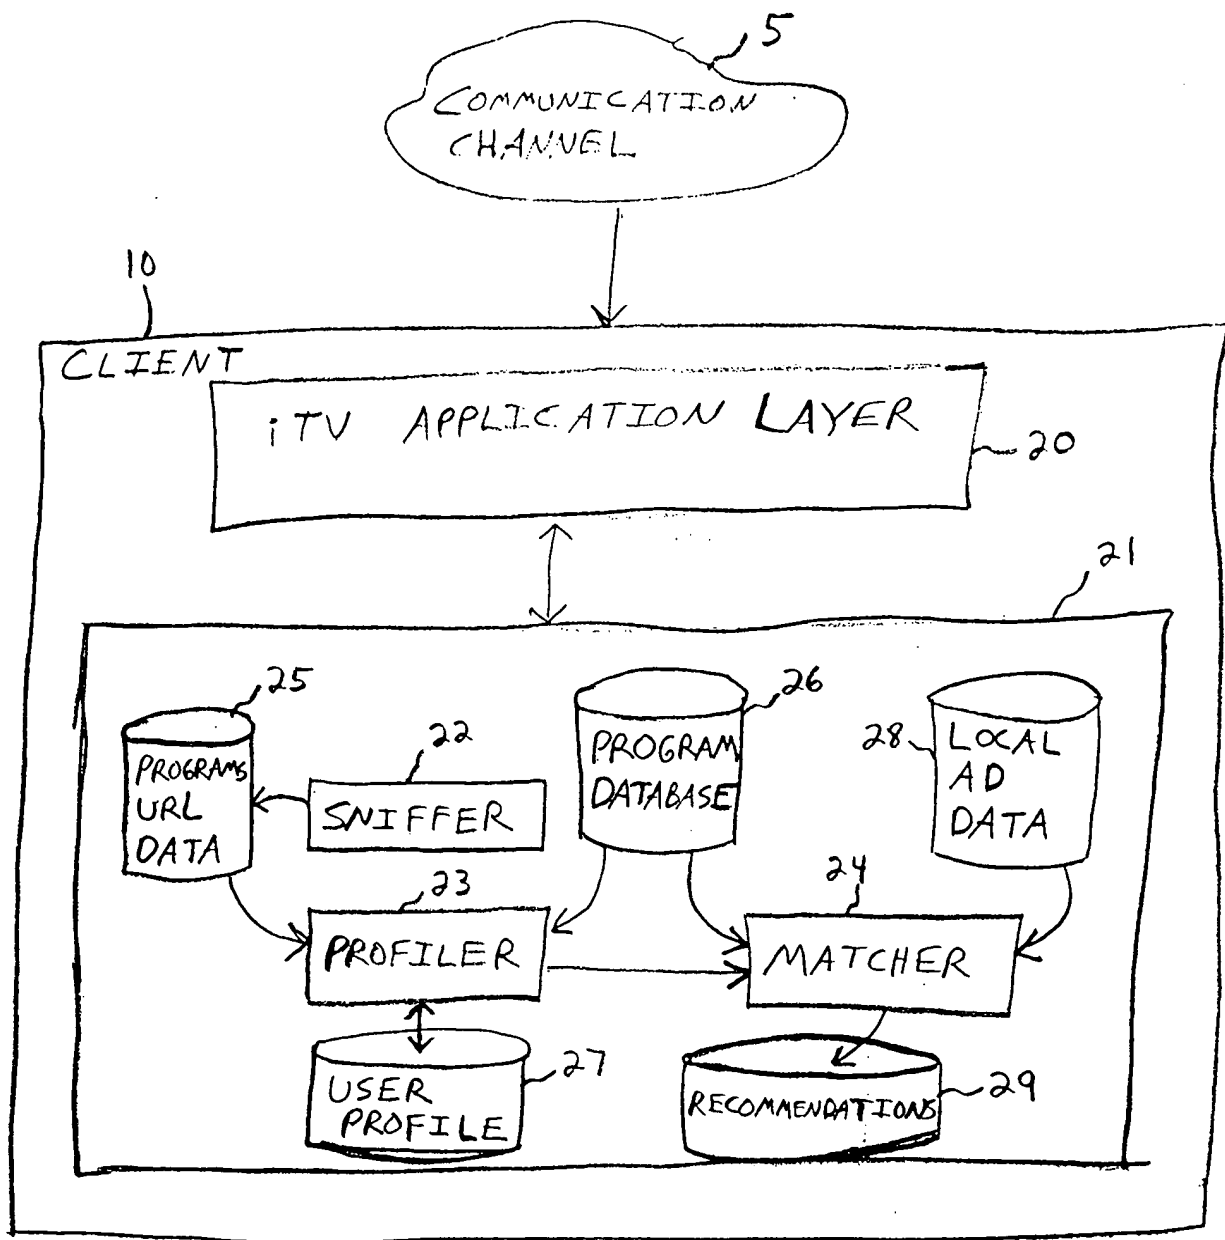 5
COMMUNICATION
CHANNEL
10
CLIENT
iTV APPLICATION LAYER
20
21
25
26
22
28
PROGRAMS
URL
DATA
SNIFFER
PROGRAM
DATABASE
LOCAL
AD
DATA
23
24
PROFILER
MATCHER
USER
PROFILE
27
RECOMMENDATIONS
29